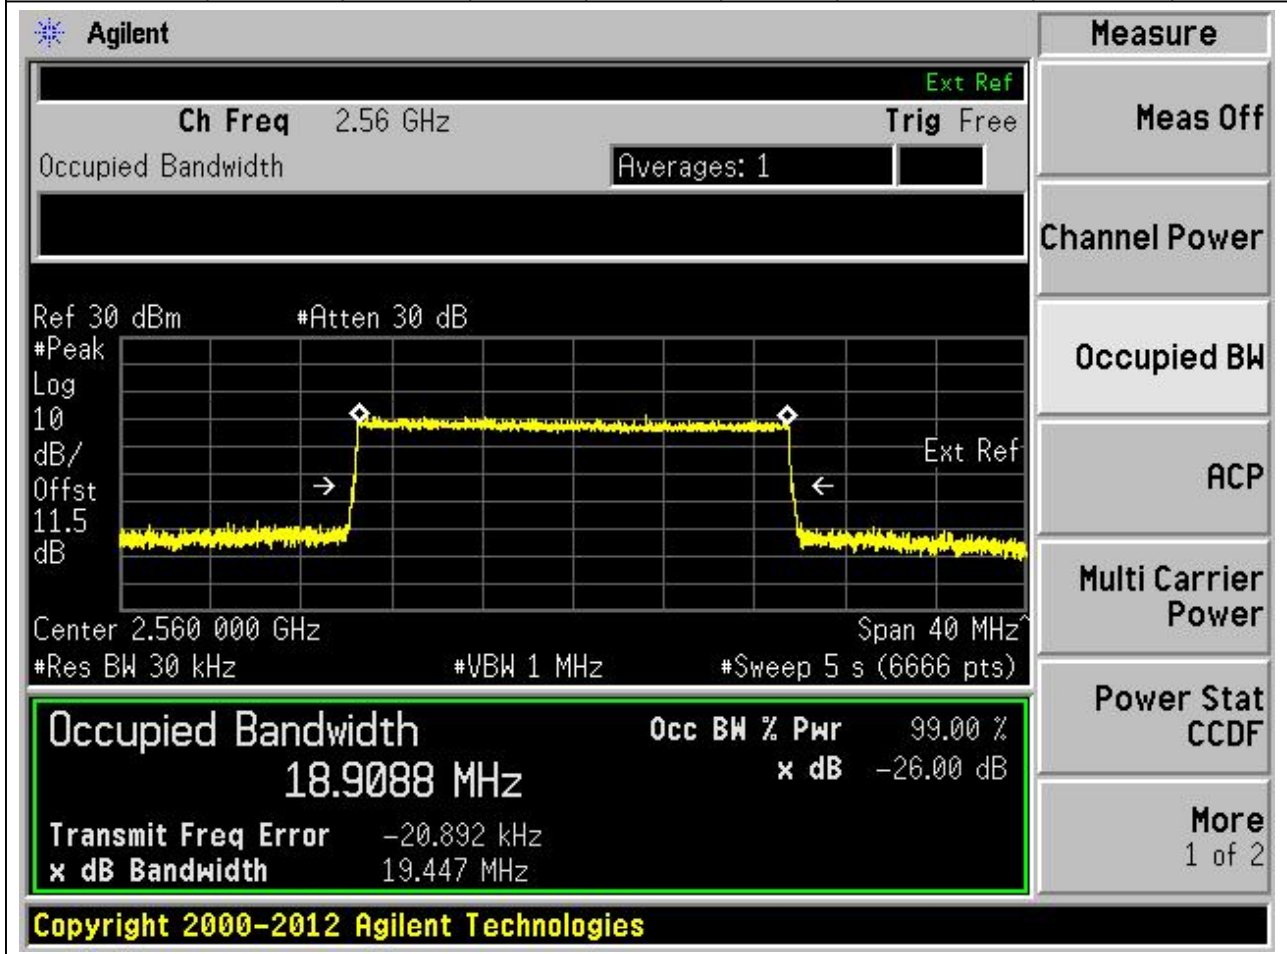 Agilent
Measure
Ext Ref
Ch Freq 2.56 GHz Trig Free
Meas Off
Occupied Bandwidth Averages: 1
Channel Power
Ref 30 dBm #Atten 30 dB
#Peak
Log
10
dB/
Offst
11.5
dB
Ext Ref
Occupied BW
ACP
Multi Carrier
Power
Center 2.560 000 GHz Span 40 MHz^
#Res BW 30 kHz #VBW 1 MHz #Sweep 5 s (6666 pts)
Occupied Bandwidth
18.9088 MHz
Occ BW % Pwr 99.00 %
x dB -26.00 dB
Transmit Freq Error -20.892 kHz
x dB Bandwidth 19.447 MHz
Power Stat
CCDF
More
1 of 2
Copyright 2000-2012 Agilent Technologies